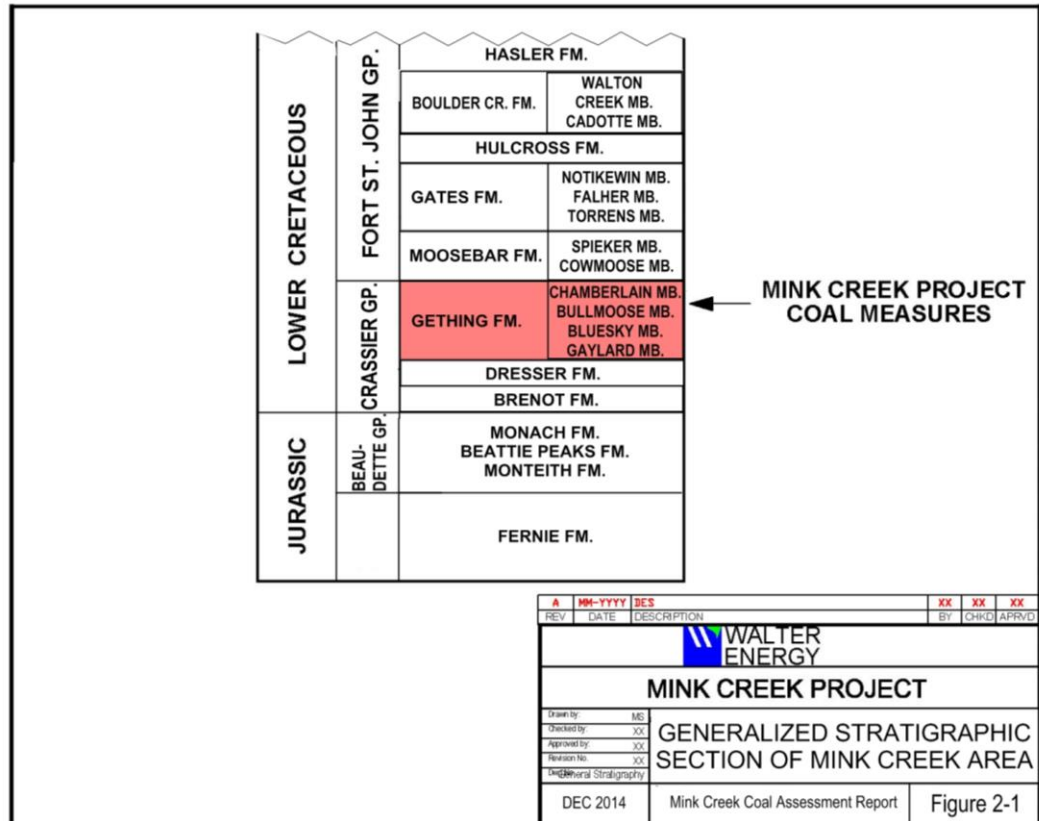 LOWER CRETACEOUS
JURASSIC
FORT ST. JOHN GP.
CRASSIER GP.
BEAU-
DETTE GP.
HASLER FM.
BOULDER CR. FM.
WALTON
CREEK MB.
CADOTTE MB.
HULCROSS FM.
GATES FM.
NOTIKEWIN MB.
FALHER MB.
TORRENS MB.
MOOSEBAR FM.
SPIEKER MB.
COWMOOSE MB.
GETHING FM.
CHAMBERLAIN MB.
BULLMOOSE MB.
BLUESKY MB.
GAYLARD MB.
DRESSER FM.
BRENOT FM.
MONACH FM.
BEATTIE PEAKS FM.
MONTEITH FM.
FERNIE FM.
MINK CREEK PROJECT
COAL MEASURES
A MM-YYYY DES XX XX XX
REV DATE DESCRIPTION BY CHKD APRVD
WALTER
ENERGY
MINK CREEK PROJECT
Drawn by: MS
Checked by: XX
Approved by: XX
Revision No. XX
General Stratigraphy
GENERALIZED STRATIGRAPHIC
SECTION OF MINK CREEK AREA
DEC 2014
Mink Creek Coal Assessment Report
Figure 2-1